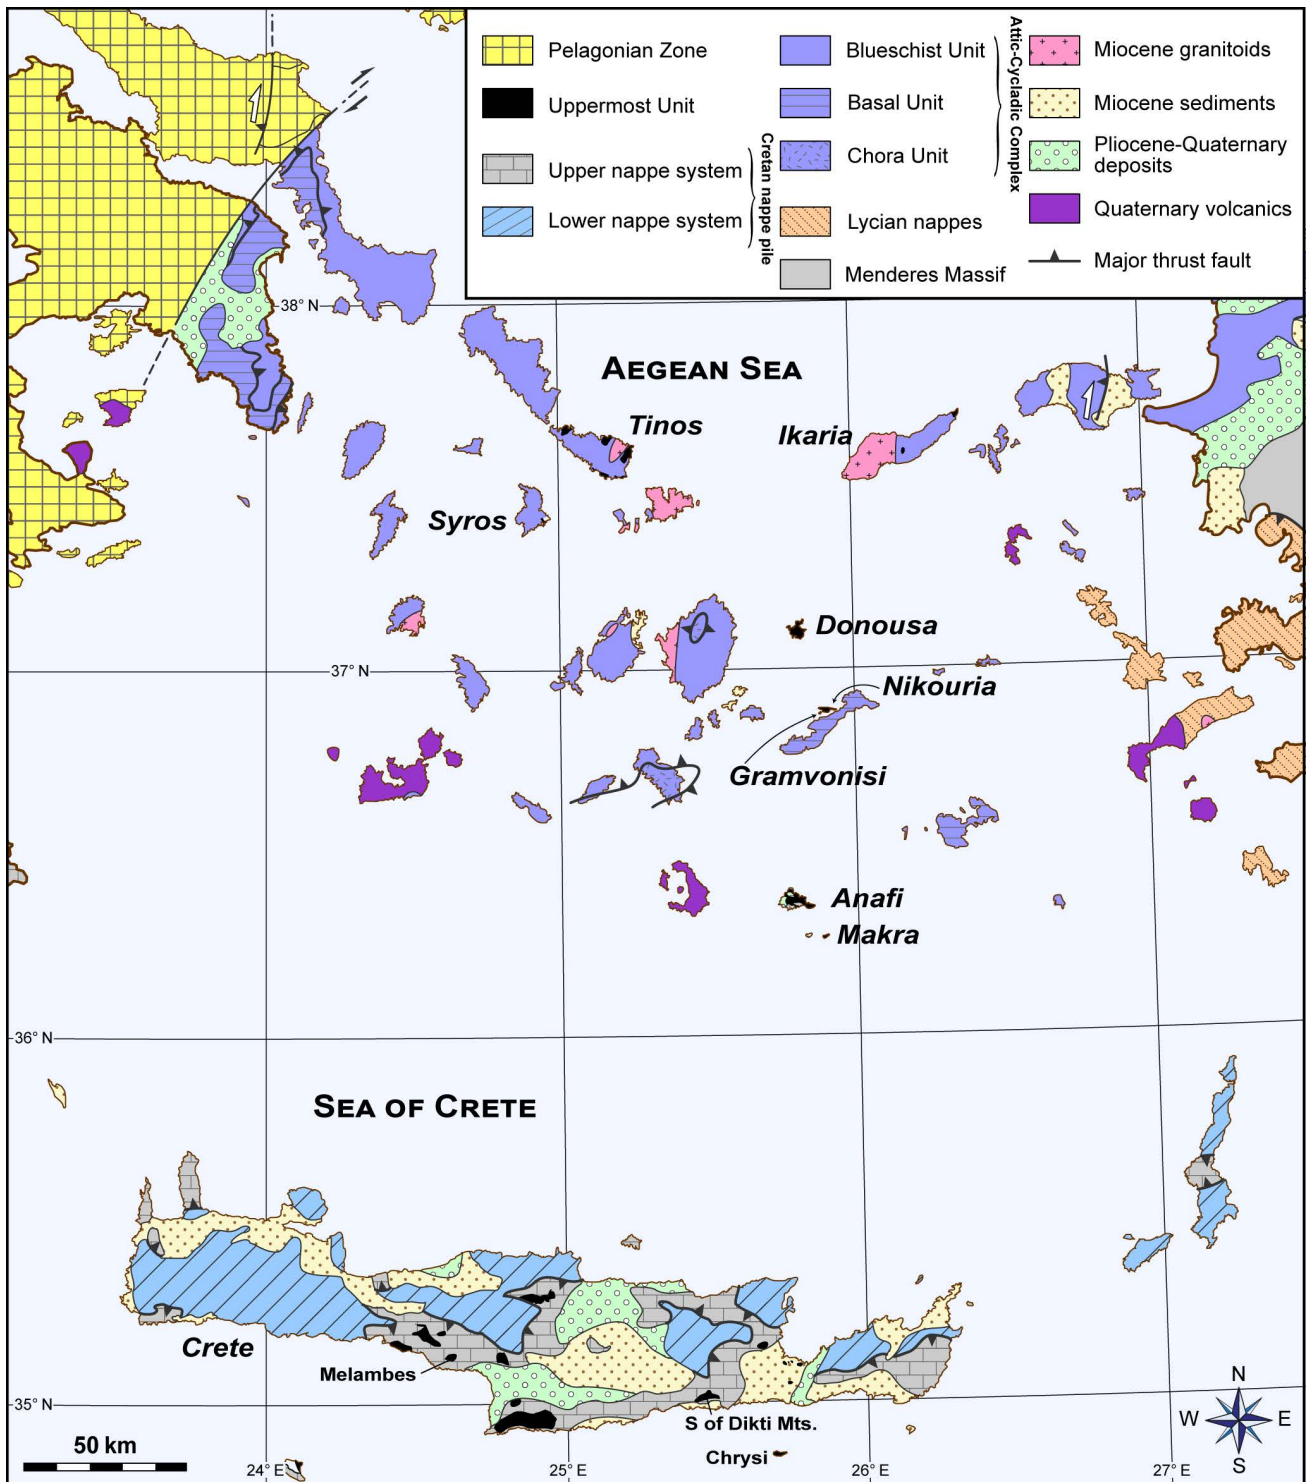 Pelagonian Zone
Uppermost Unit
Upper nappe system
Lower nappe system
Cretan nappe pile
Blueschist Unit
Basal Unit
Chora Unit
Attic-Cycladic Complex
Lycian nappes
Menderes Massif
Miocene granitoids
Miocene sediments
Pliocene-Quaternary
deposits
Quaternary volcanics
Major thrust fault
38° N
AEGEAN SEA
Tinos
Ikaria
Syros
Donousa
37° N
Nikouria
Gramvonisi
Anafi
Makra
36° N
SEA OF CRETE
Crete
Melambes
35° N
S of Dikti Mts.
Chrysi
50 km
24° E
25° E
26° E
27° E
N
W
E
S